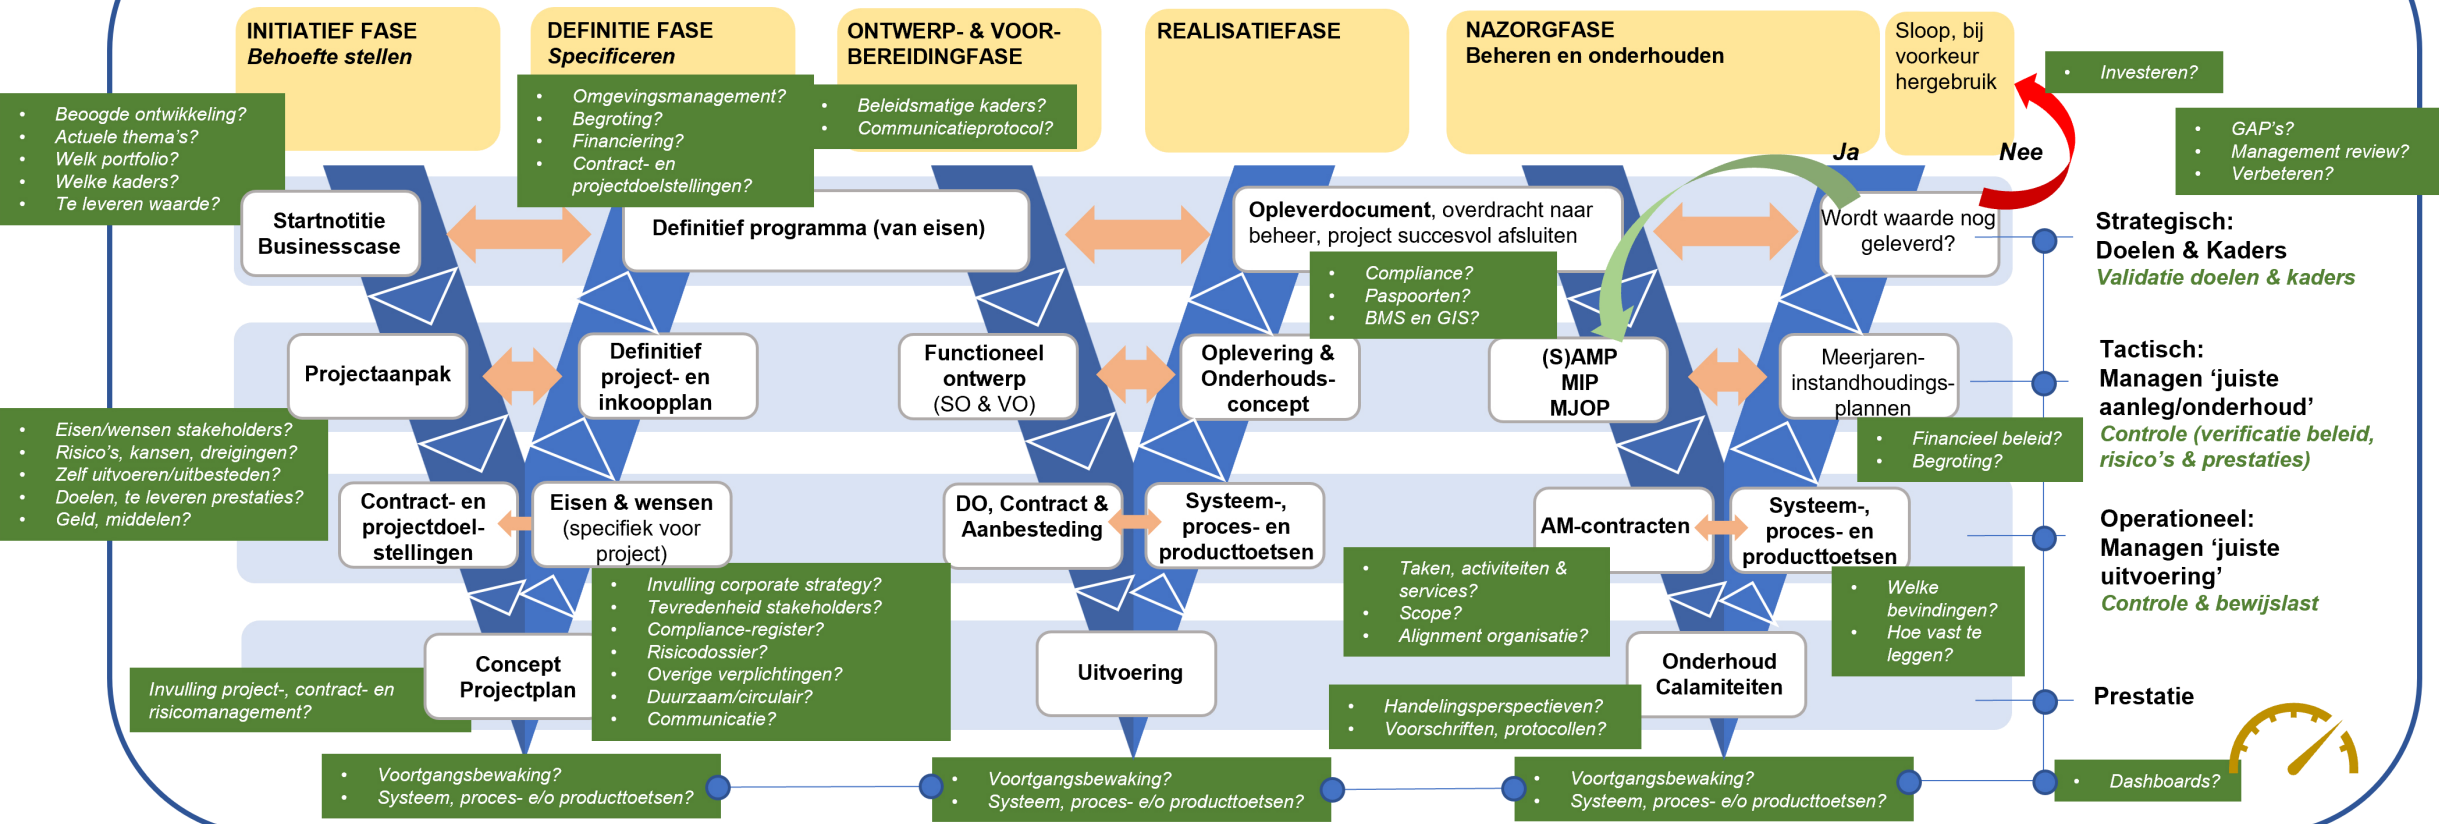 INITIATIEF FASE
Behoefte stellen
DEFINITIE FASE
Specificeren
ONTWERP- & VOOR-
BEREIDINGFASE
REALISATIEFASE
NAZORGFASE
Beheren en onderhouden
Sloop, bij
voorkeur
hergebruik
• Investeren?
• Beoogde ontwikkeling?
• Actuele thema's?
• Welk portfolio?
• Welke kaders?
• Te leveren waarde?
• Omgevingsmanagement?
• Begroting?
• Financiering?
• Contract- en
projectdoelstellingen?
• Beleidsmatige kaders?
• Communicatieprotocol?
Ja
Nee
• GAP's?
• Management review?
• Verbeteren?
Startnotitie
Businesscase
Definitief programma (van eisen)
Opleverdocument, overdracht naar
beheer, project succesvol afsluiten
Wordt waarde nog
geleverd?
Strategisch:
Doelen & Kaders
Validatie doelen & kaders
• Compliance?
• Paspoorten?
• BMS en GIS?
Projectaanpak
Definitief
project- en
inkoopplan
Functioneel
ontwerp
(SO & VO)
Oplevering &
Onderhouds-
concept
(S)AMP
MIP
MJOP
Meerjaren-
instandhoudings-
plannen
Tactisch:
Managen ‘juiste
aanleg/onderhoud’
Controle (verificatie beleid,
risico’s & prestaties)
• Eisen/wensen stakeholders?
• Risico’s, kansen, dreigingen?
• Zelf uitvoeren/uitbesteden?
• Doelen, te leveren prestaties?
• Geld, middelen?
• Financieel beleid?
• Begroting?
Contract- en
projectdoel-
stellingen
Eisen & wensen
(specifiek voor
project)
DO, Contract &
Aanbesteding
Systeem-,
proces- en
producttoetsen
AM-contracten
Systeem-,
proces- en
producttoetsen
Operationeel:
Managen ‘juiste
uitvoering’
Controle & bewijslast
• Invulling corporate strategy?
• Tevredenheid stakeholders?
• Compliance-register?
• Risicodossier?
• Overige verplichtingen?
• Duurzaam/circulair?
• Communicatie?
• Taken, activiteiten &
services?
• Scope?
• Alignment organisatie?
• Welke
bevindingen?
• Hoe vast te
leggen?
Invulling project-, contract- en
risicomanagement?
Concept
Projectplan
Uitvoering
Onderhoud
Calamiteiten
• Handelingsperspectieven?
• Voorschriften, protocollen?
Prestatie
• Voortgangsbewaking?
• Systeem, proces- e/o producttoetsen?
• Voortgangsbewaking?
• Systeem, proces- e/o producttoetsen?
• Voortgangsbewaking?
• Systeem, proces- e/o producttoetsen?
• Dashboards?